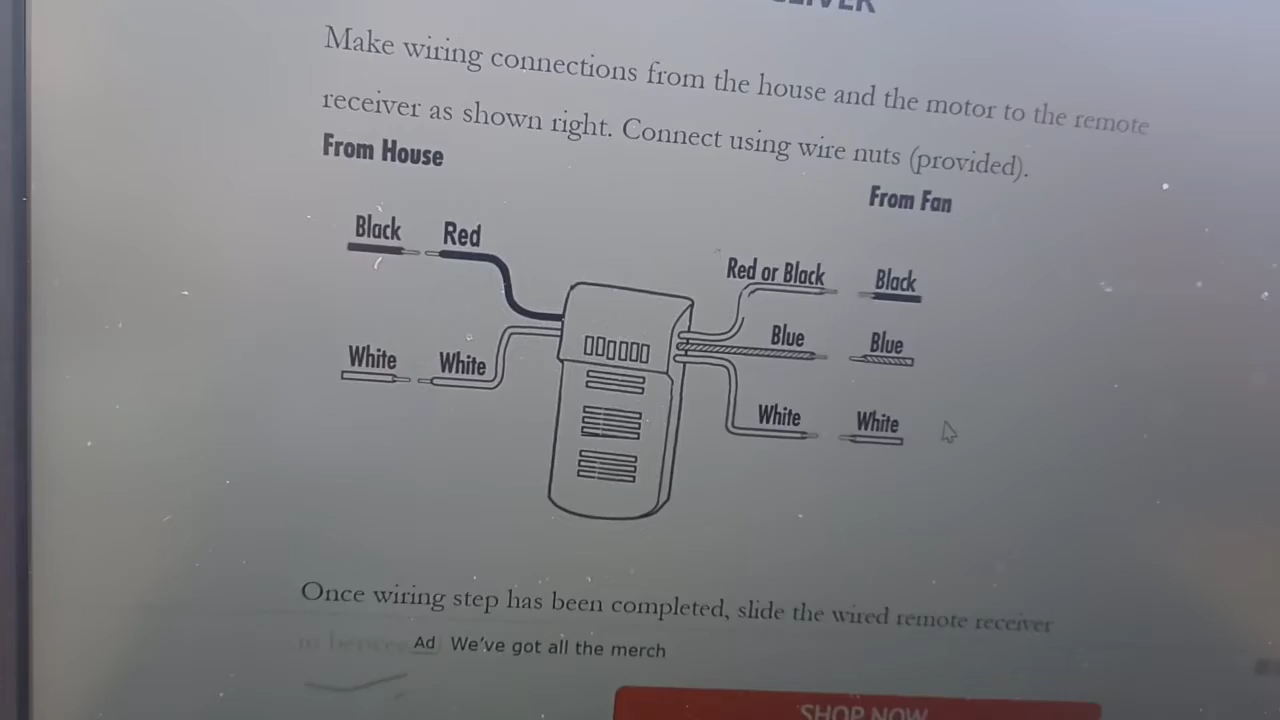 Make wiring connections from the house and the motor to the remote
receiver as shown right. Connect using wire nuts (provided).
From House
From Fan
Black Red
Red or Black Black
Blue Blue
White White
White White
Once wiring step has been completed, slide the wired remote receiver
Ad We've got all the merch
SHOP NOW